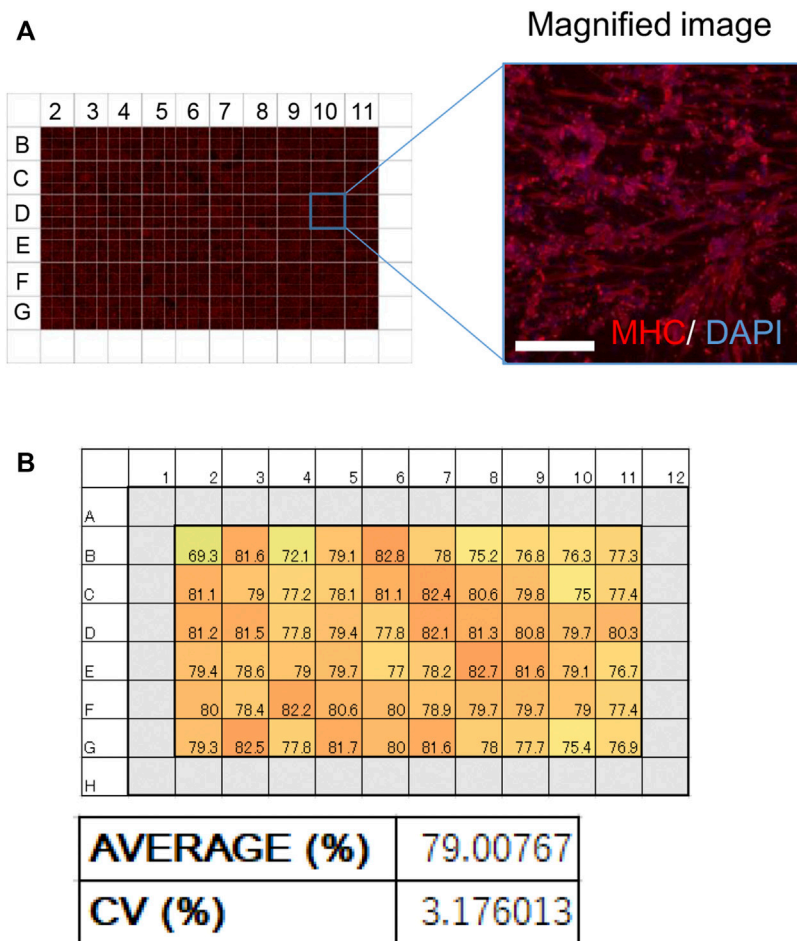 A
Magnified image
2 3 4 5 6 7 8 9 10 11
B
C
D
E
F
G
MHC/ DAPI
B
1 2 3 4 5 6 7 8 9 10 11 12
A
B 69.3 81.6 72.1 79.1 82.8 78 75.2 76.8 76.3 77.3
C 81.1 79 77.2 78.1 81.1 82.4 80.6 79.8 75 77.4
D 81.2 81.5 77.8 79.4 77.8 82.1 81.3 80.8 79.7 80.3
E 79.4 78.6 79 79.7 77 78.2 82.7 81.6 79.1 76.7
F 80 78.4 82.2 80.6 80 78.9 79.7 79.7 79 77.4
G 79.3 82.5 77.8 81.7 80 81.6 78 77.7 75.4 76.9
H
AVERAGE (%) 79.00767
CV (%) 3.176013